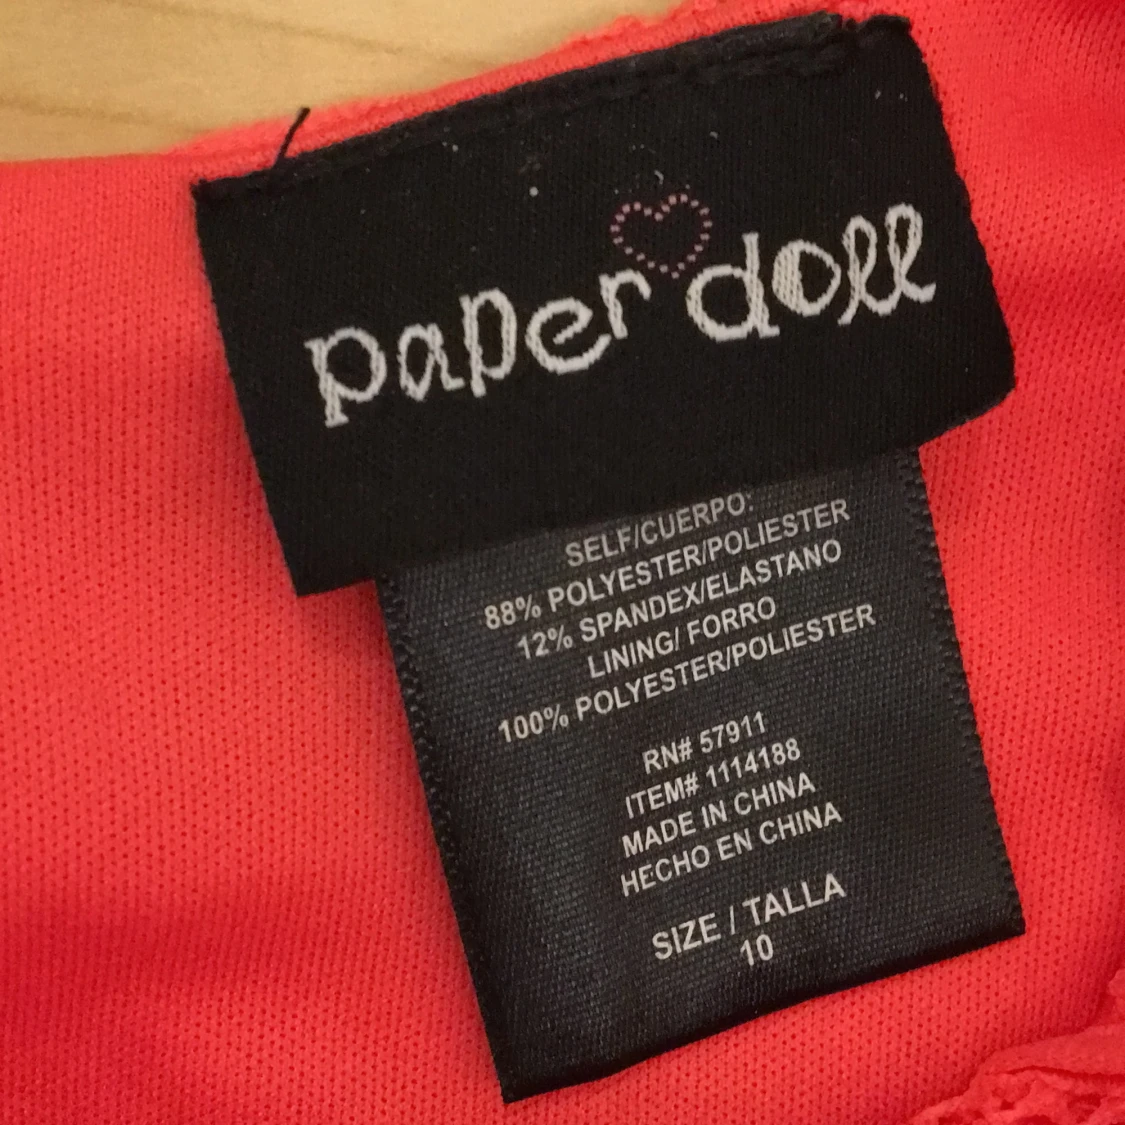 paper doll
SELF/CUERPO:
88% POLYESTER/POLIESTER
12% SPANDEX/ELASTANO
LINING/ FORRO
100% POLYESTER/POLIESTER
RN# 57911
ITEM# 1114188
MADE IN CHINA
HECHO EN CHINA
SIZE / TALLA
10